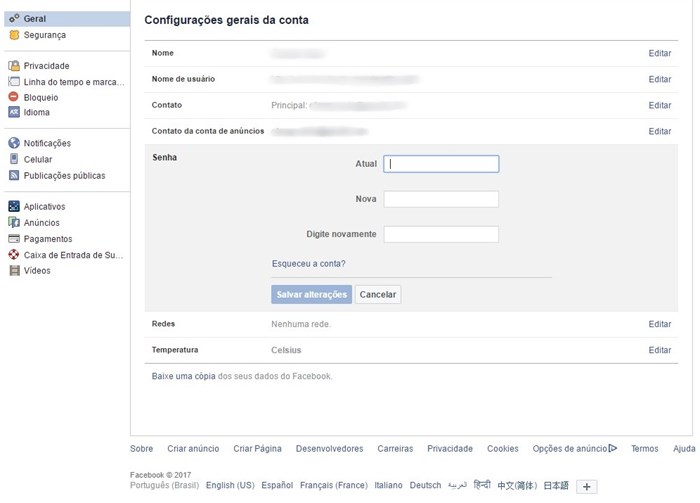 Geral
Segurança
Privacidade
Linha do tempo e marca...
Bloqueio
Idioma
Notificações
Celular
Publicações públicas
Aplicativos
Anúncios
Pagamentos
Caixa de Entrada de Su...
Vídeos
Configurações gerais da conta
Nome Editar
Nome de usuário Editar
Contato Principal: Editar
Contato da conta de anúncios Editar
Senha Atual
Nova
Digite novamente
Esqueceu a conta?
Salvar alterações Cancelar
Redes Nenhuma rede. Editar
Temperatura Celsius Editar
Baixe uma cópia dos seus dados do Facebook.
Sobre Criar anúncio Criar Página Desenvolvedores Carreiras Privacidade Cookies Opções de anúncio Termos Ajuda
Facebook © 2017
Português (Brasil) English (US) Español Français (France) Italiano Deutsch العربية हिन्दी 中文(简体) 日本語 +